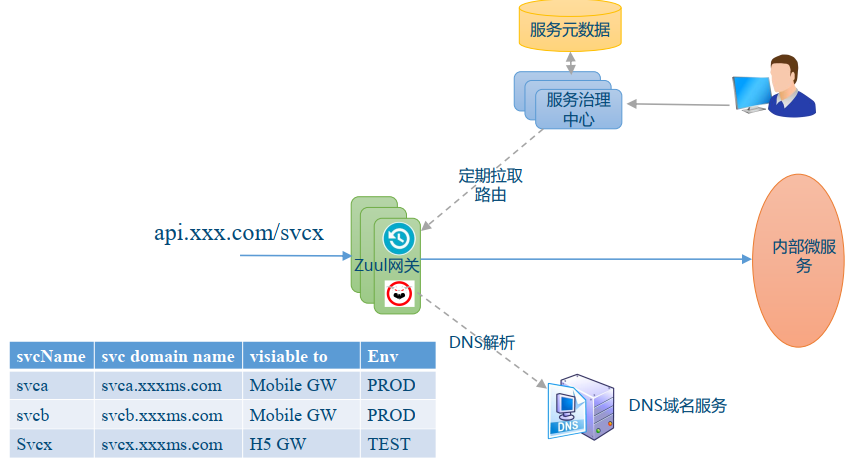 服务元数据
服务治理
中心
定期拉取
路由
api.xxx.com/svcx
Zuul网关
内部微服
务
DNS解析
DNS
DNS域名服务
svcName svc domain name visiable to Env
svca svca.xxxms.com Mobile GW PROD
svcb svcb.xxxms.com Mobile GW PROD
Svcx svcx.xxxms.com H5 GW TEST